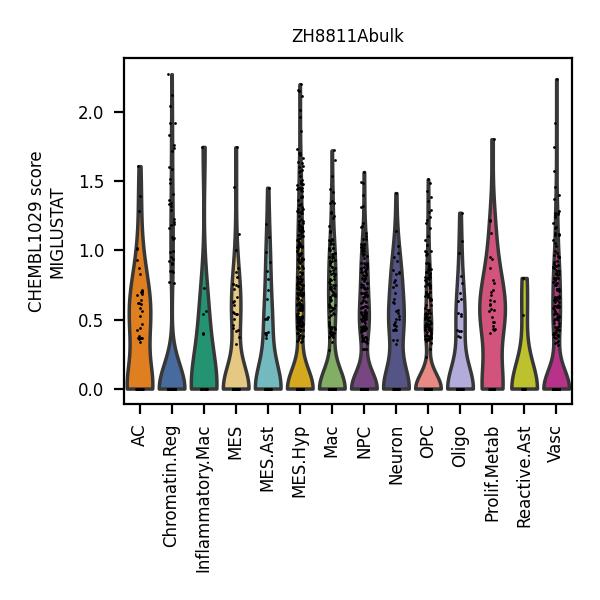 ZH8811Abulk
CHEMBL1029 score
MIGLUSTAT
2.0
1.5
1.0
0.5
0.0
AC
Chromatin.Reg
Inflammatory.Mac
MES
MES.Ast
MES.Hyp
Mac
NPC
Neuron
OPC
Oligo
Prolif.Metab
Reactive.Ast
Vasc